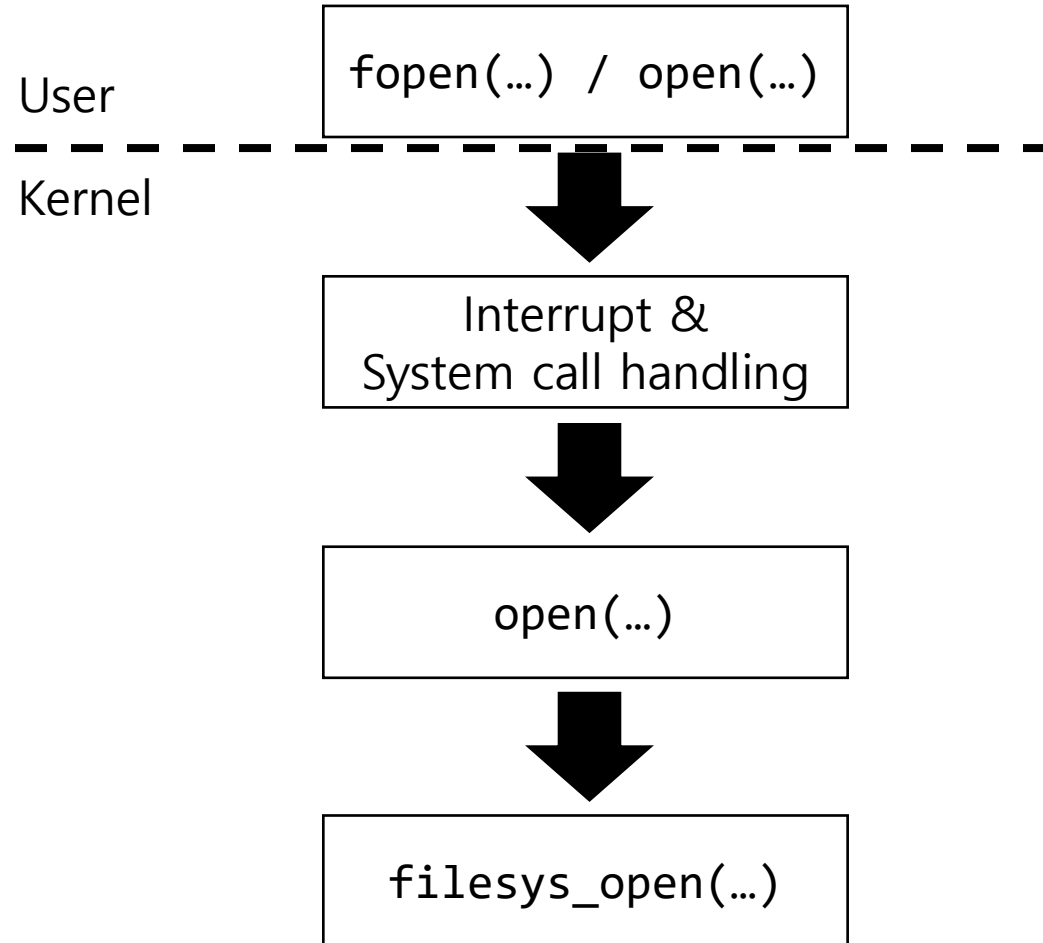 fopen(…) / open(…)
User
Kernel
Interrupt &
System call handling
open(…)
filesys_open(…)